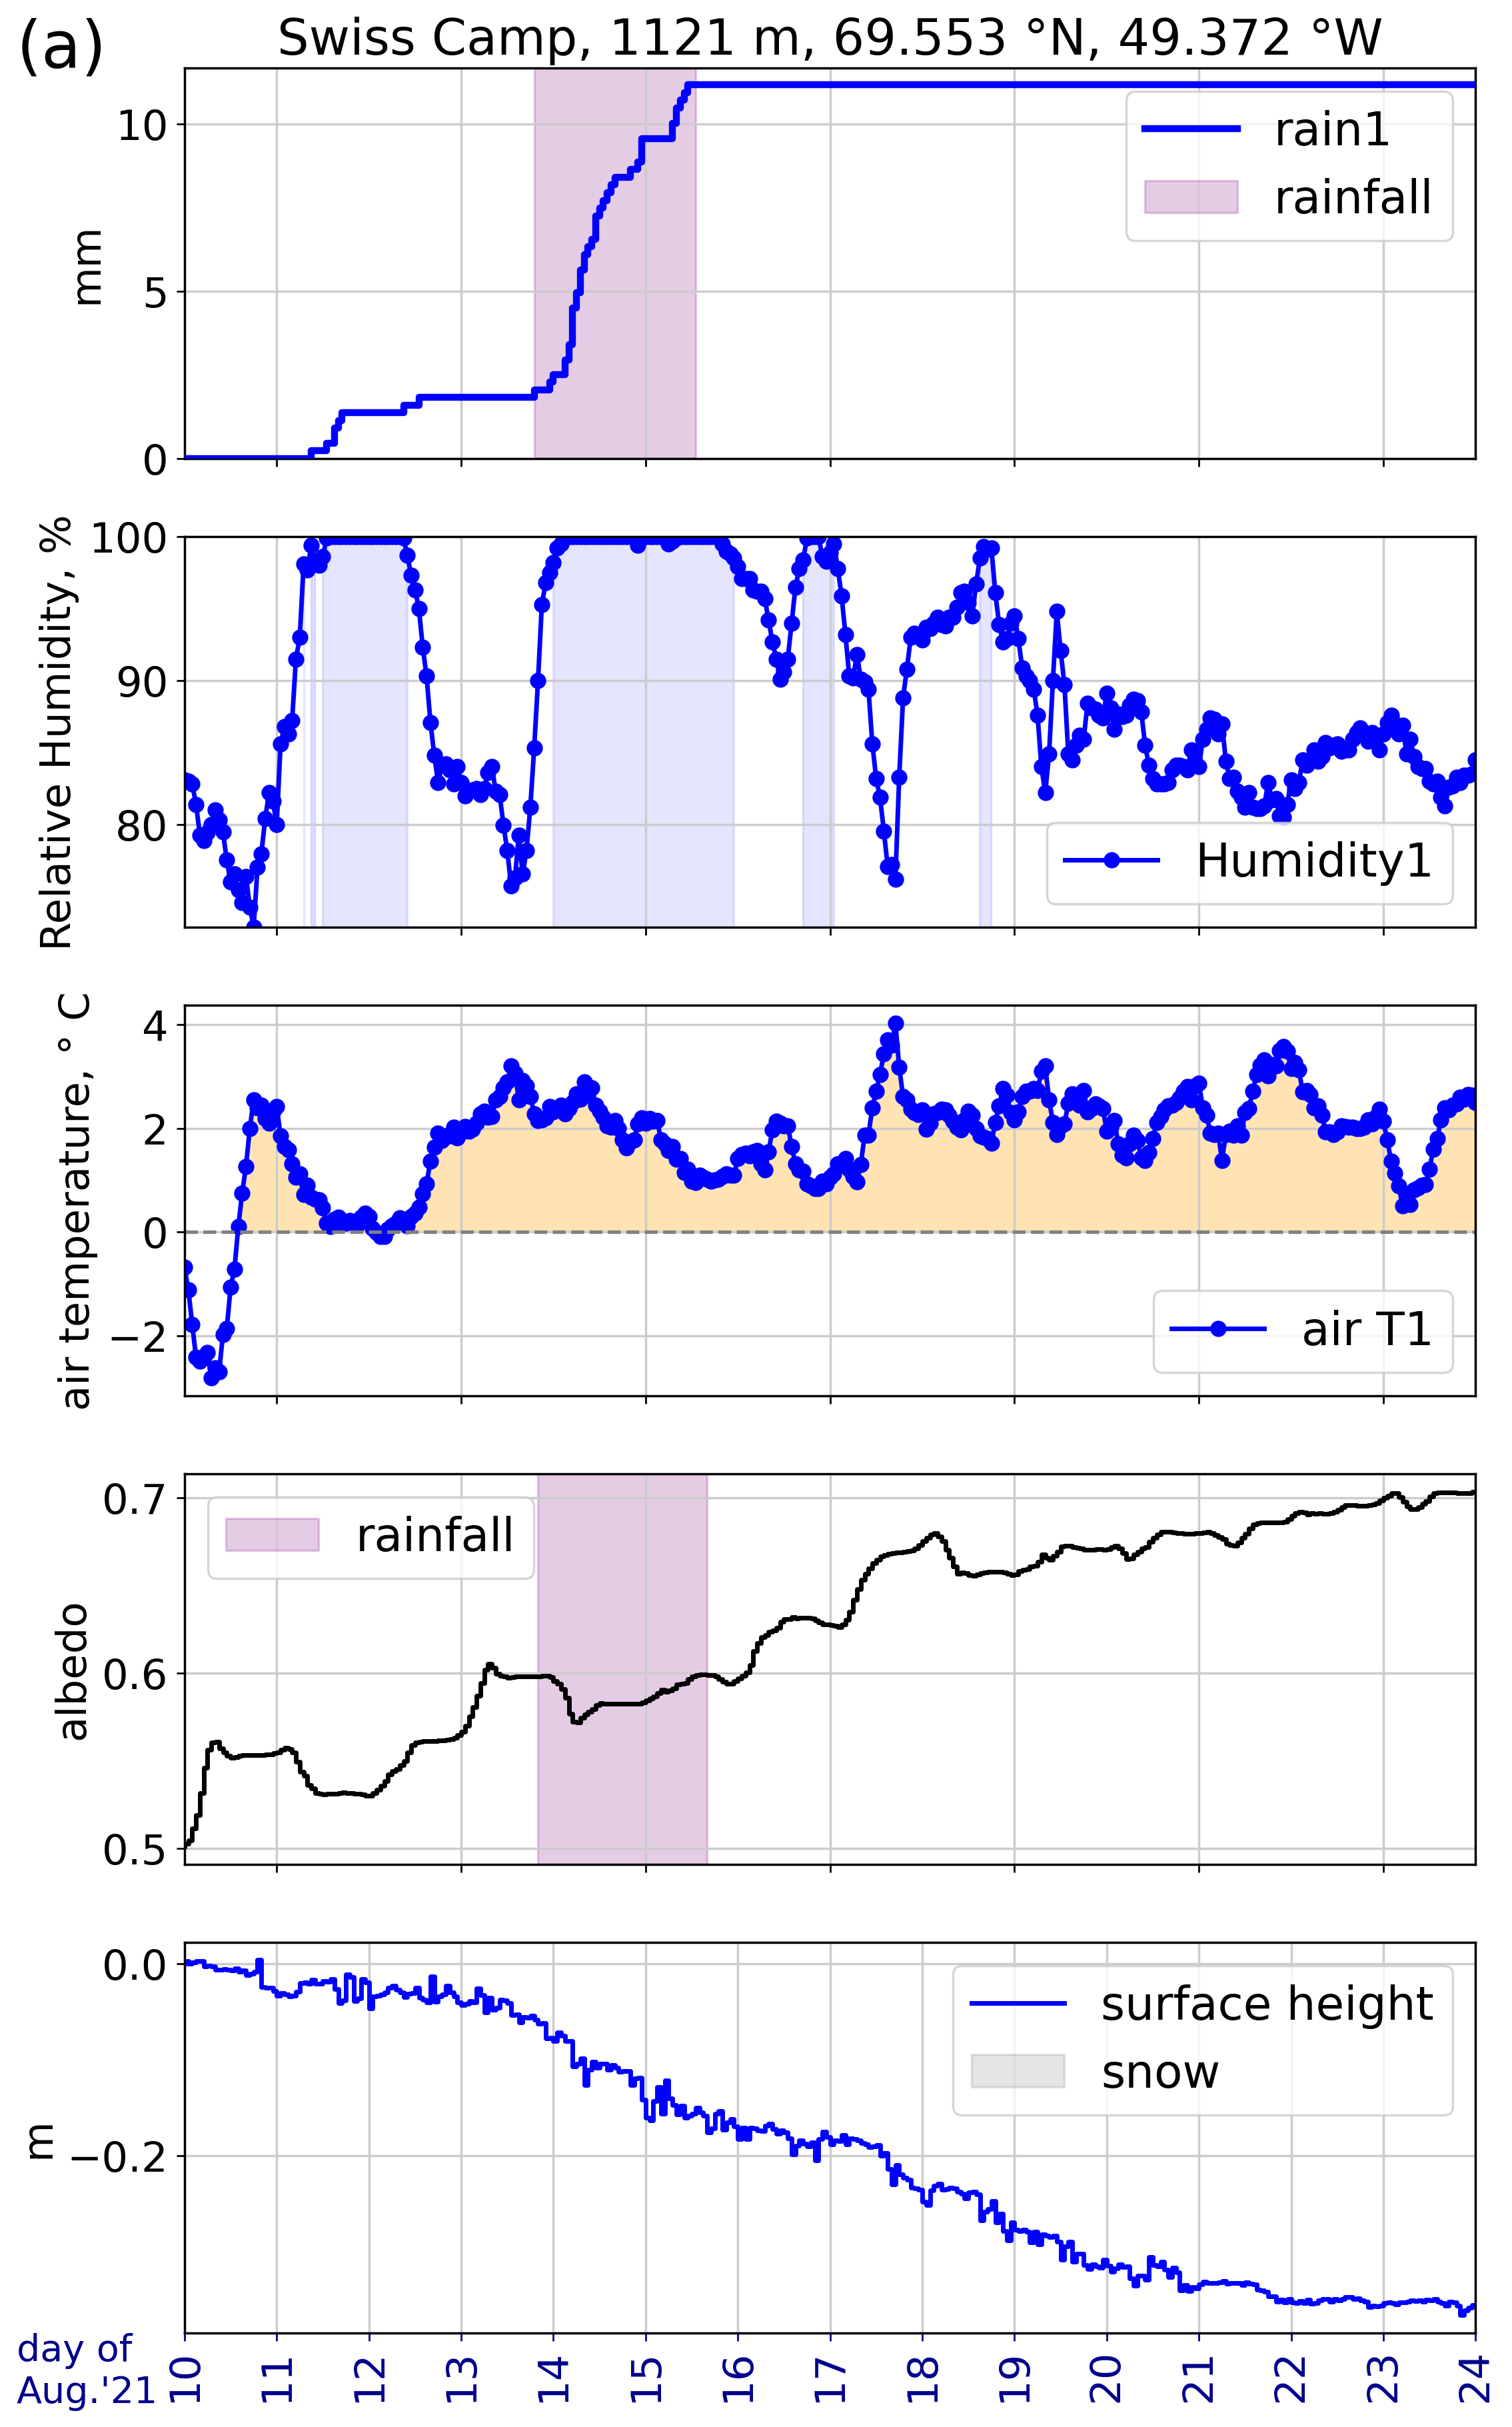 (a)
Swiss Camp, 1121 m, 69.553 °N, 49.372 °W
10
5
0
mm
rain1
rainfall
100
90
80
Relative Humidity, %
Humidity1
4
2
0
−2
air temperature, ° C
air T1
0.7
0.6
0.5
albedo
rainfall
0.0
−0.2
m
surface height
snow
day of
Aug.'21
10 11 12 13 14 15 16 17 18 19 20 21 22 23 24